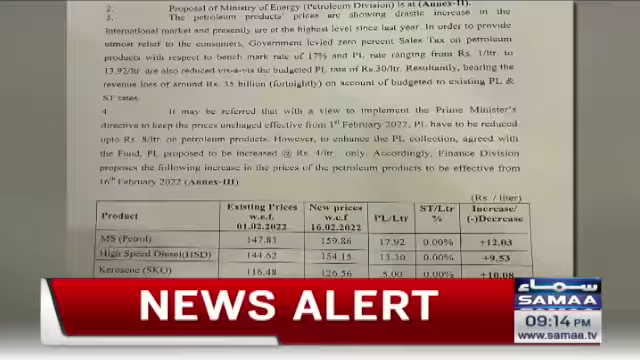 2. Proposal of Ministry of Energy (Petroleum Division) is at (Annex-II).
3. The petroleum products' prices are showing drastic increase in the
international market and presently are at the highest level since last year. In order to provide
utmost relief to the consumers, Government levied zero percent Sales Tax on petroleum
products with respect to bench mark rate of 17% and PL rate ranging from Rs. 1/ltr to
13.92/ltr are also reduced vis-a-vis the budgeted PL rate of Rs.30/ltr. Resultantly, bearing the
revenue loss of around Rs. 35 billion (fortnightly) on account of budgeted to existing PL &
ST rates.
4. It may be referred that with a view to implement the Prime Minister's
directive to keep the prices unchaged effective from 1st February 2022, PL have to be reduced
upto Rs. 8/ltr on petroleum products. However, to enhance the PL collection, agreed with
the Fund, PL proposed to be increased @ Rs. 4/ltr only. Accordingly, Finance Division
proposes the following increase in the prices of the petroleum products to be effective from
16th February 2022 (Annex-III)
(Rs. / liter)
Product Existing Prices w.e.f. 01.02.2022 New prices w.e.f 16.02.2022 PL/Ltr ST/Ltr % Increase/ (-)Decrease
MS (Petrol) 147.83 159.86 17.92 0.00% +12.03
High Speed Diesel(HSD) 144.62 154.15 13.30 0.00% +9.53
Kerosene (SKO) 116.48 126.56 5.00 0.00% +10.08
NEWS ALERT
سماء
SAMAA
09:14 PM
www.samaa.tv